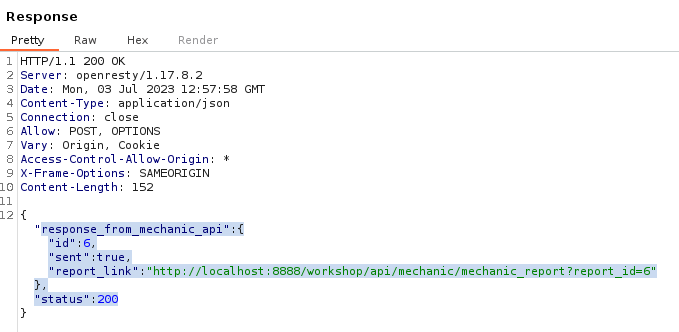 Response
Pretty Raw Hex Render
1 HTTP/1.1 200 OK
2 Server: openresty/1.17.8.2
3 Date: Mon, 03 Jul 2023 12:57:58 GMT
4 Content-Type: application/json
5 Connection: close
6 Allow: POST, OPTIONS
7 Vary: Origin, Cookie
8 Access-Control-Allow-Origin: *
9 X-Frame-Options: SAMEORIGIN
10 Content-Length: 152
11
12 {
"response_from_mechanic_api":{
"id":6,
"sent":true,
"report_link":"http://localhost:8888/workshop/api/mechanic/mechanic_report?report_id=6"
},
"status":200
}